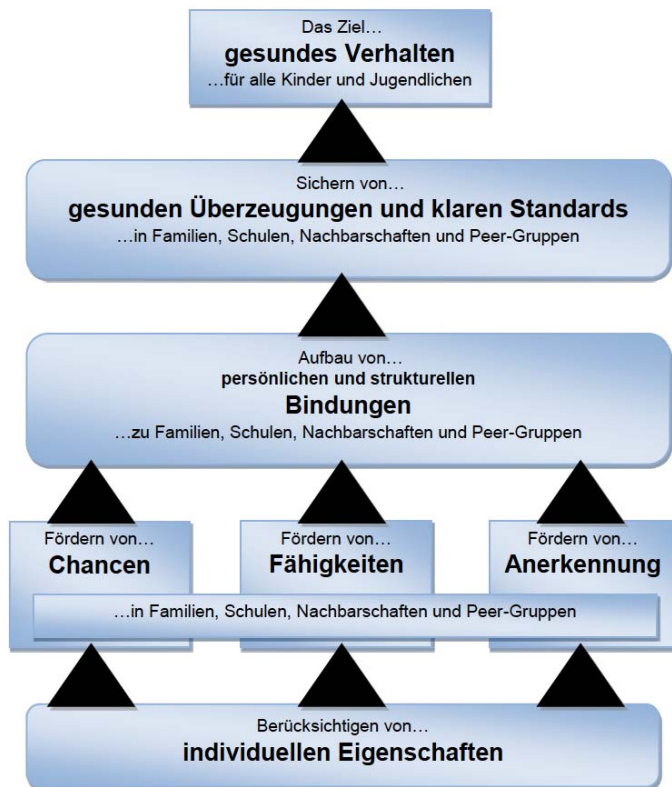 Das Ziel…
gesundes Verhalten
…für alle Kinder und Jugendlichen
Sichern von…
gesunden Überzeugungen und klaren Standards
…in Familien, Schulen, Nachbarschaften und Peer-Gruppen
Aufbau von…
persönlichen und strukturellen
Bindungen
…zu Familien, Schulen, Nachbarschaften und Peer-Gruppen
Fördern von…
Chancen
Fördern von…
Fähigkeiten
Fördern von…
Anerkennung
…in Familien, Schulen, Nachbarschaften und Peer-Gruppen
Berücksichtigen von…
individuellen Eigenschaften